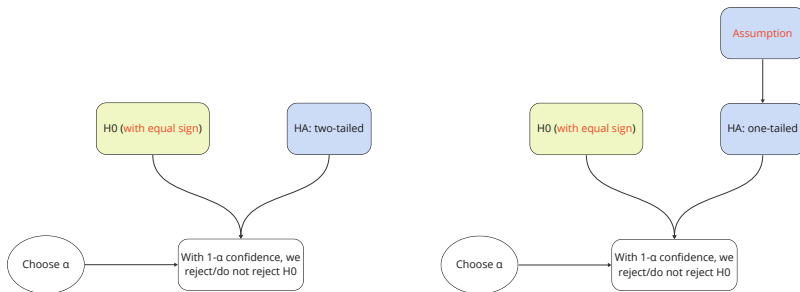 H0 (with equal sign)
HA: two-tailed
Choose α
With 1-α confidence, we
reject/do not reject H0
Assumption
H0 (with equal sign)
HA: one-tailed
Choose α
With 1-α confidence, we
reject/do not reject H0